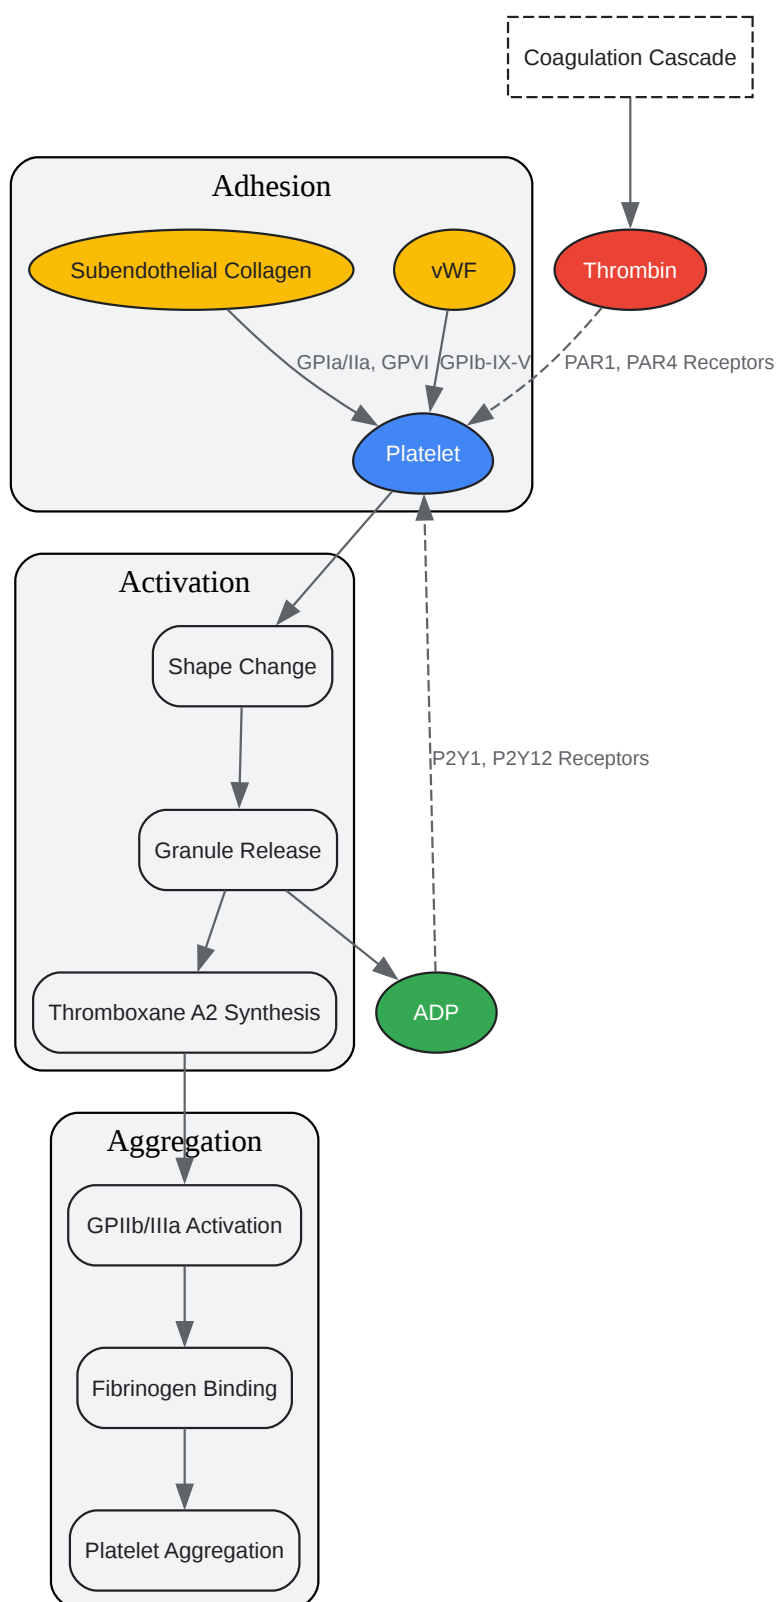 Coagulation Cascade
Adhesion
Subendothelial Collagen
vWF
Thrombin
GPIa/IIa, GPVI
GPIb-IX-V
PAR1, PAR4 Receptors
Platelet
Activation
Shape Change
P2Y1, P2Y12 Receptors
Granule Release
Thromboxane A2 Synthesis
ADP
Aggregation
GPIIb/IIIa Activation
Fibrinogen Binding
Platelet Aggregation